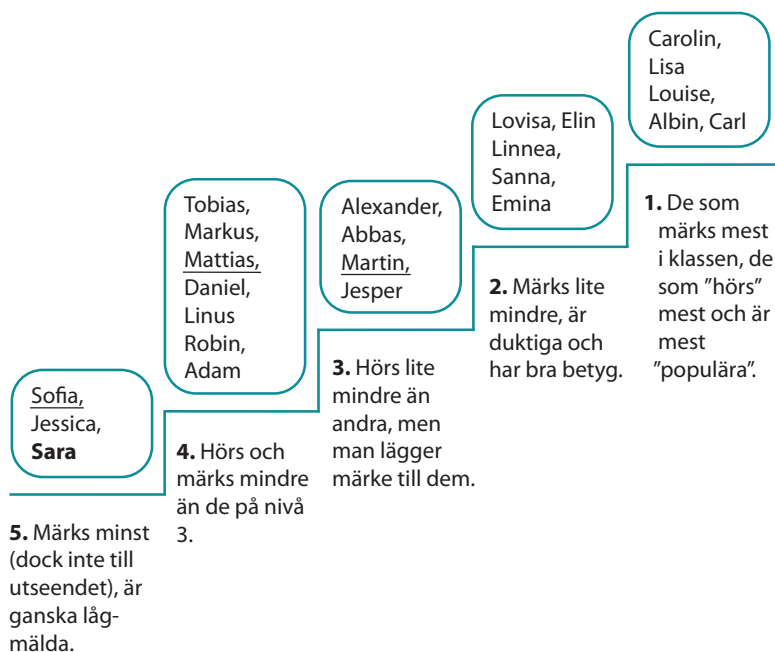 Carolin,
Lisa
Louise,
Albin, Carl
1. De som
märks mest
i klassen, de
som ”hörs”
mest och är
mest
”populära”.
Lovisa, Elin
Linnea,
Sanna,
Emina
2. Märks lite
mindre, är
duktiga och
har bra betyg.
Alexander,
Abbas,
Martin,
Jesper
3. Hörs lite
mindre än
andra, men
man lägger
märke till dem.
Tobias,
Markus,
Mattias,
Daniel,
Linus
Robin,
Adam
4. Hörs och
märks mindre
än de på nivå
3.
Sofia,
Jessica,
Sara
5. Märks minst
(dock inte till
utseendet), är
ganska låg-
mälda.